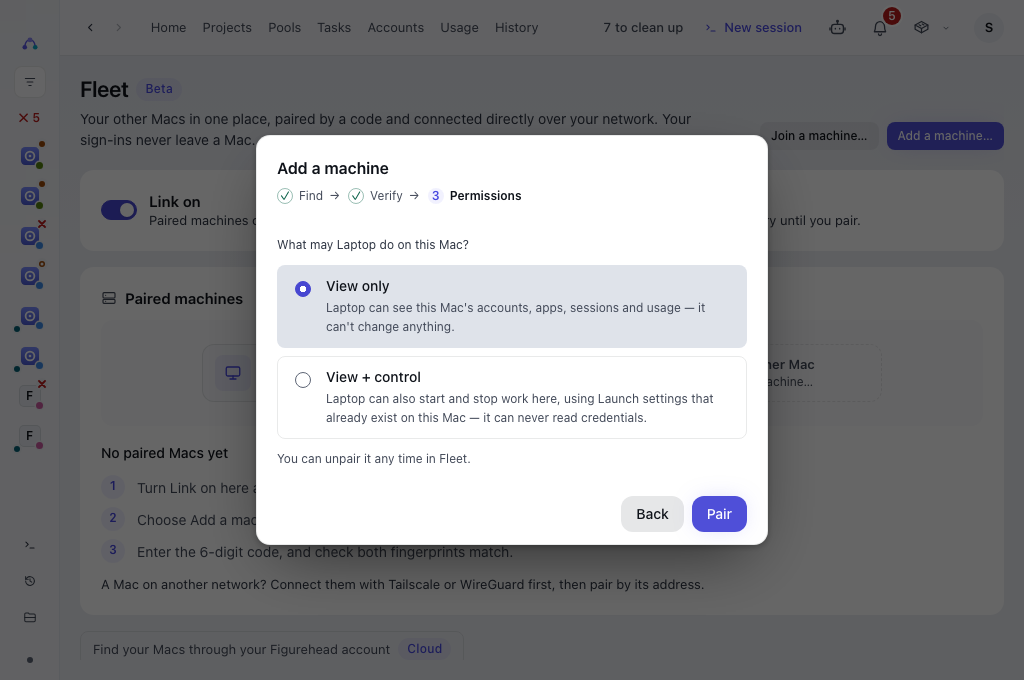 Home Projects Pools Tasks Accounts Usage History 7 to clean up New session 5 S
5
F
F
Fleet Beta
Your other Macs in one place, paired by a code and connected directly over your network. Your
sign-ins never leave a Mac.
Join a machine... Add a machine...
Link on
Paired machines
y until you pair.
Paired machines
her Mac
achine...
No paired Macs yet
1 Turn Link on here
2 Choose Add a mac
3 Enter the 6-digit code, and check both fingerprints match.
A Mac on another network? Connect them with Tailscale or WireGuard first, then pair by its address.
Find your Macs through your Figurehead account Cloud
Add a machine
Find → Verify → 3 Permissions
What may Laptop do on this Mac?
View only
Laptop can see this Mac's accounts, apps, sessions and usage — it
can't change anything.
View + control
Laptop can also start and stop work here, using Launch settings that
already exist on this Mac — it can never read credentials.
You can unpair it any time in Fleet.
Back Pair